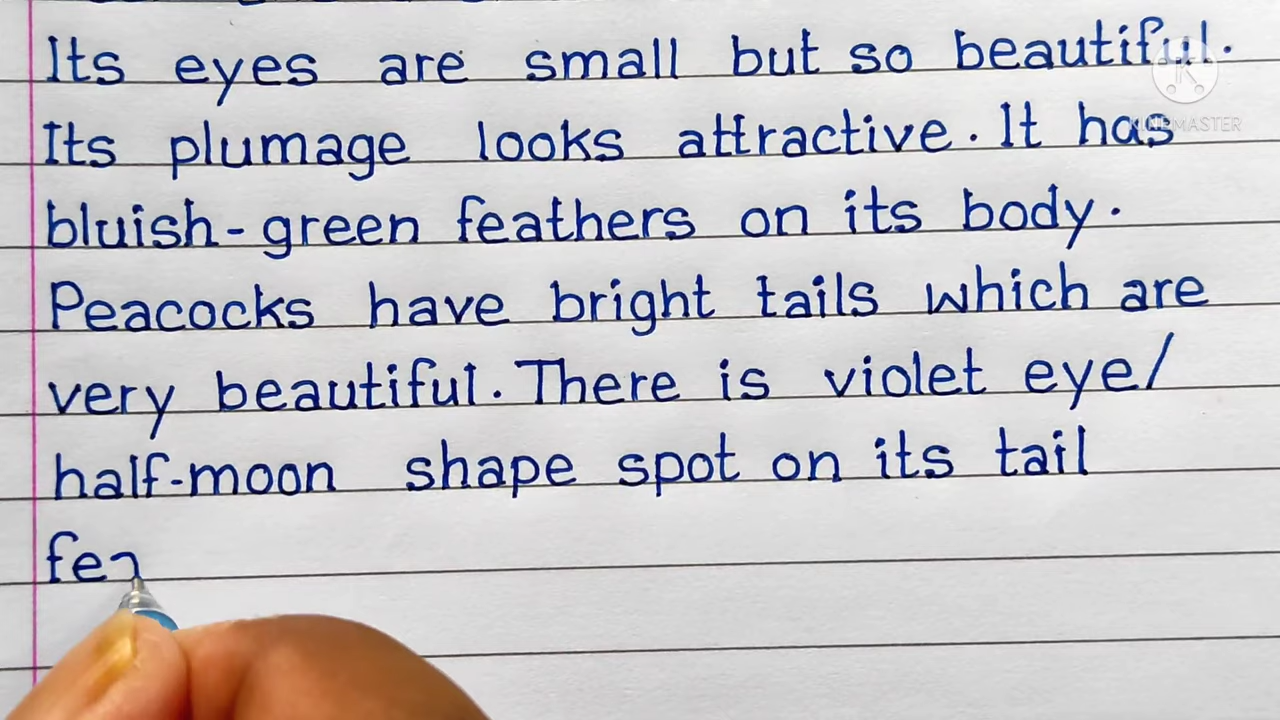 Its eyes are small but so beautiful.
Its plumage looks attractive. It has
bluish-green feathers on its body.
Peacocks have bright tails which are
very beautiful. There is violet eye/
half-moon shape spot on its tail
fe
KINEMASTER